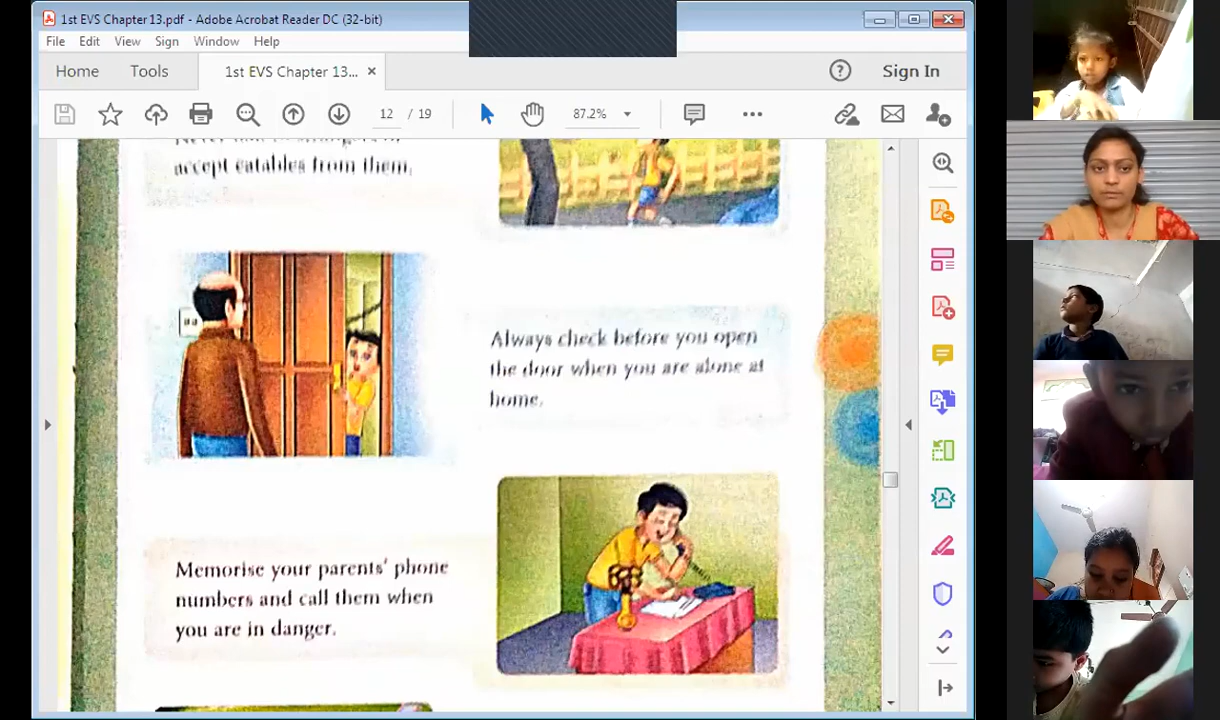 1st EVS Chapter 13.pdf - Adobe Acrobat Reader DC (32-bit)
File Edit View Sign Window Help
Home Tools 1st EVS Chapter 13... × Sign In
12 / 19 87.2%
accept eatables from them.
Always check before you open
the door when you are alone at
home.
Memorise your parents' phone
numbers and call them when
you are in danger.